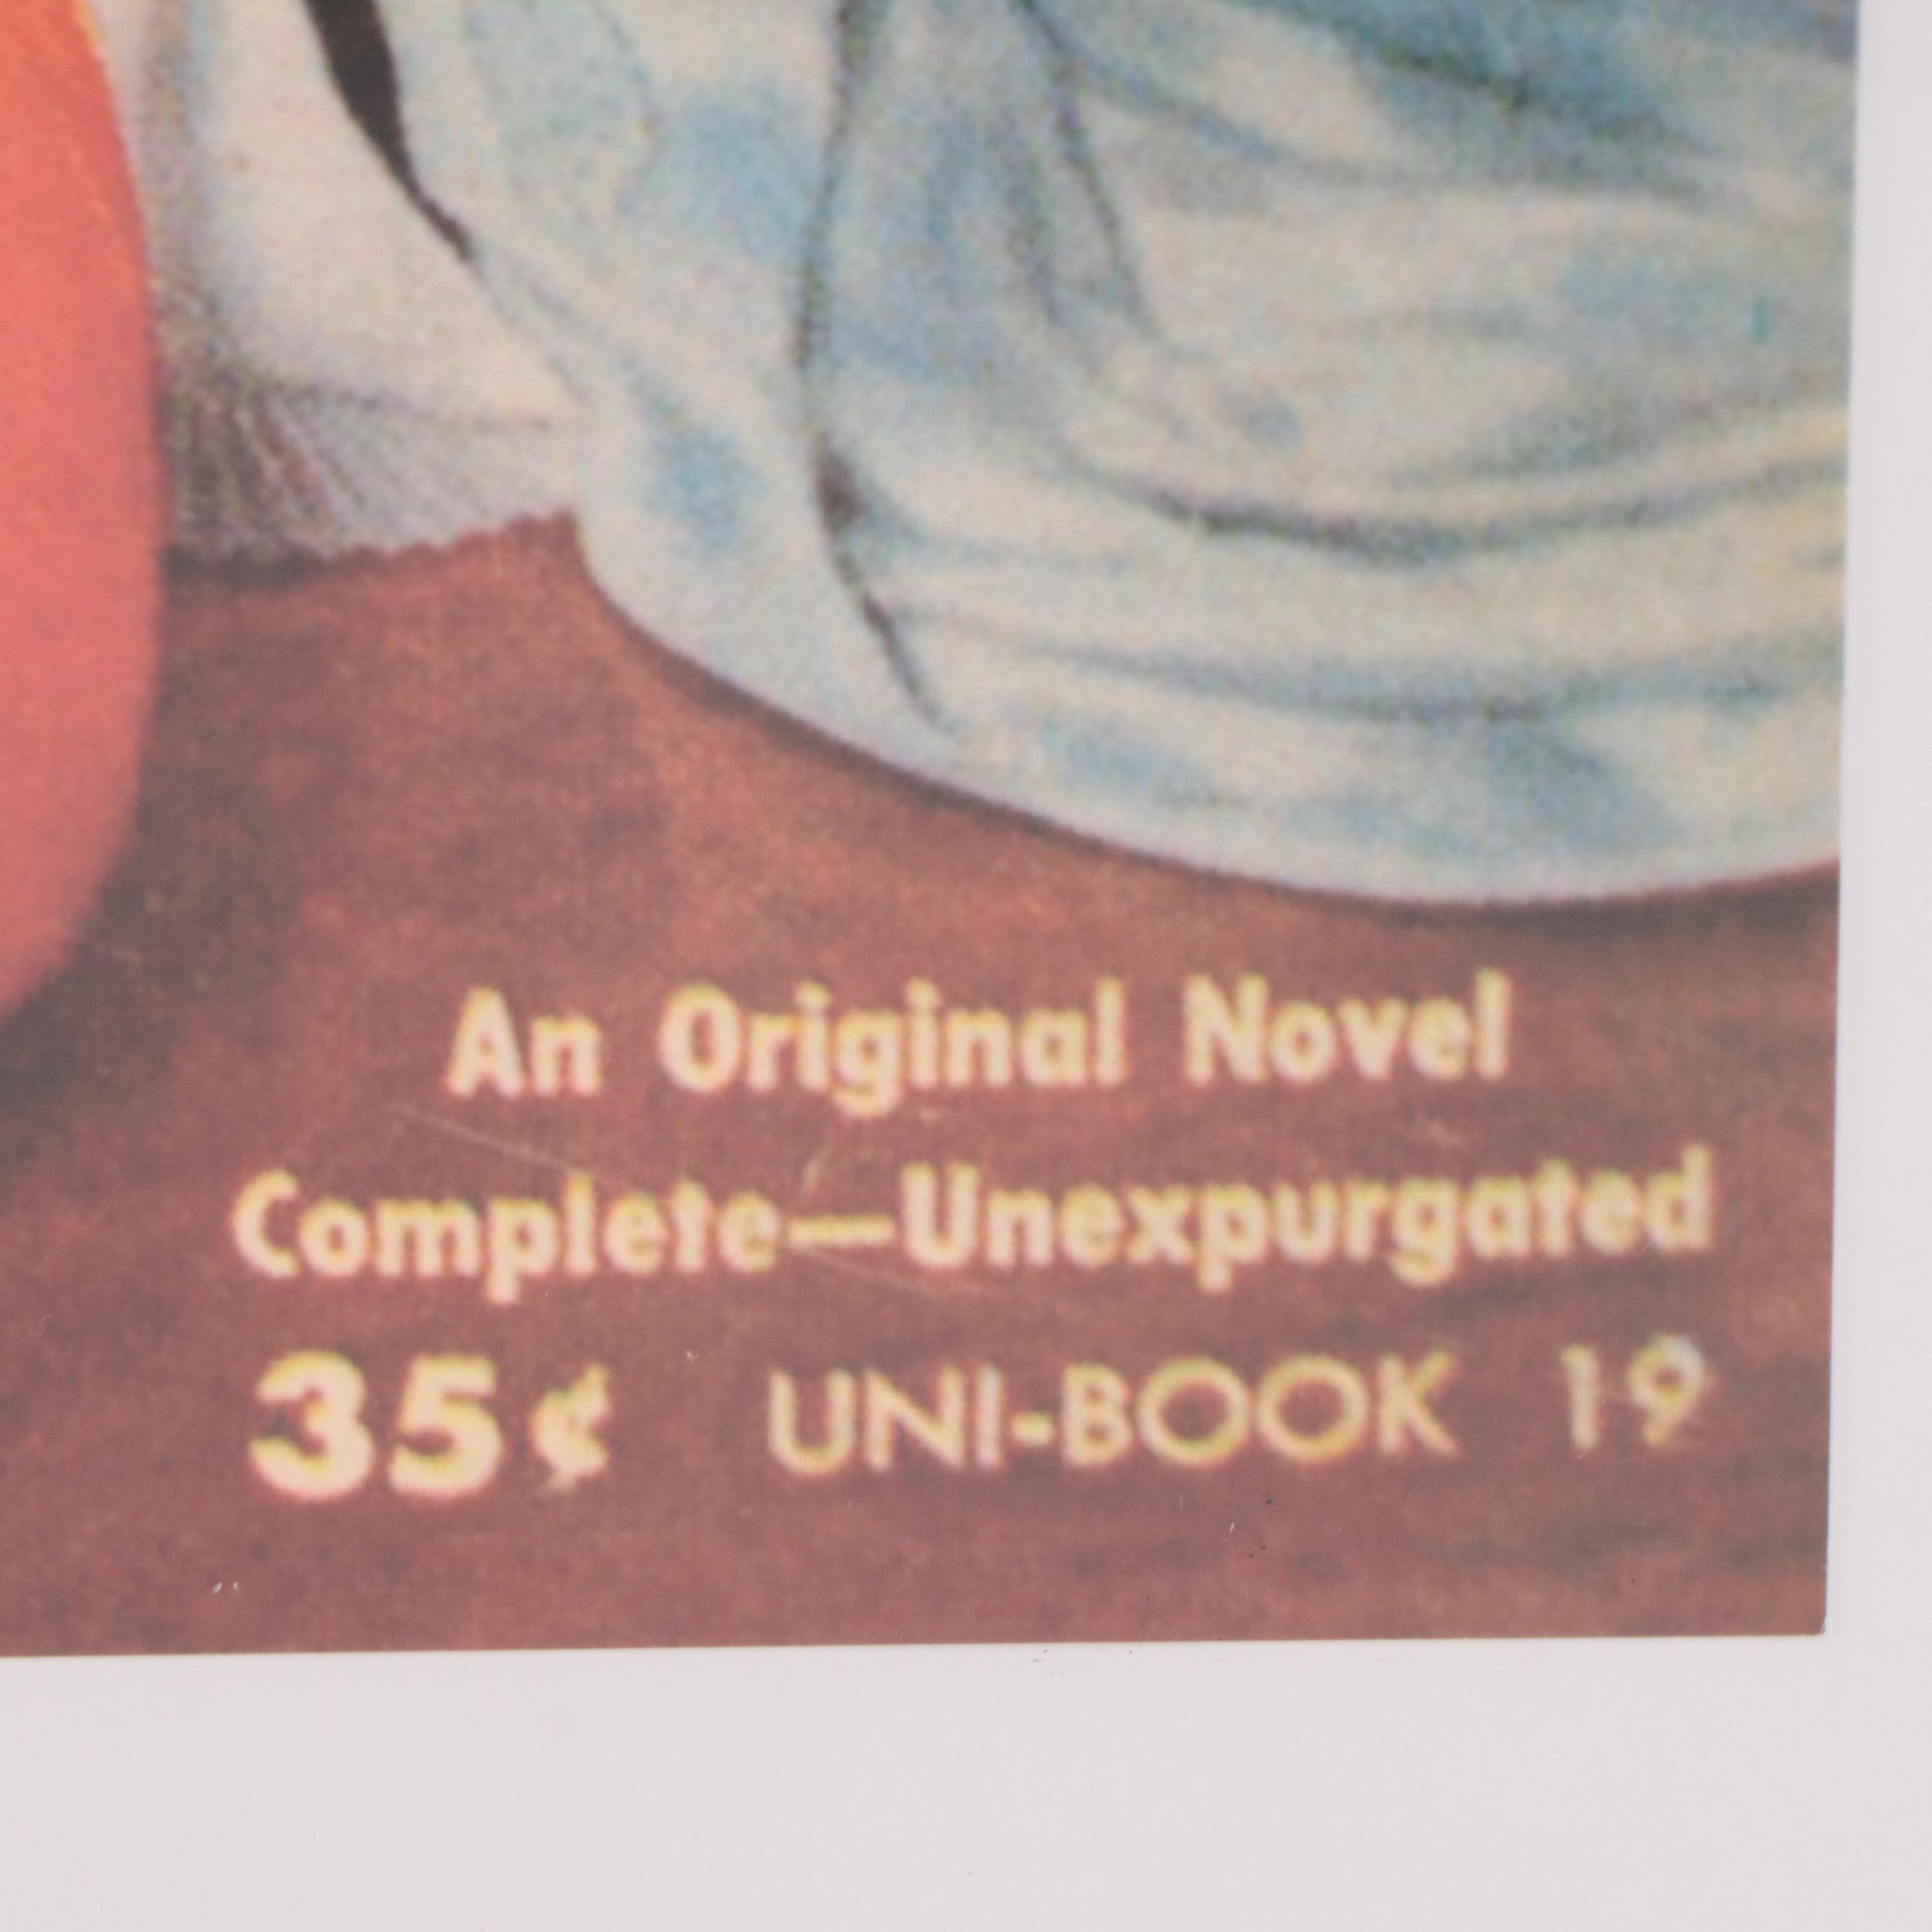 An Original Novel
Complete—Unexpurgated
35¢ UNI-BOOK 19